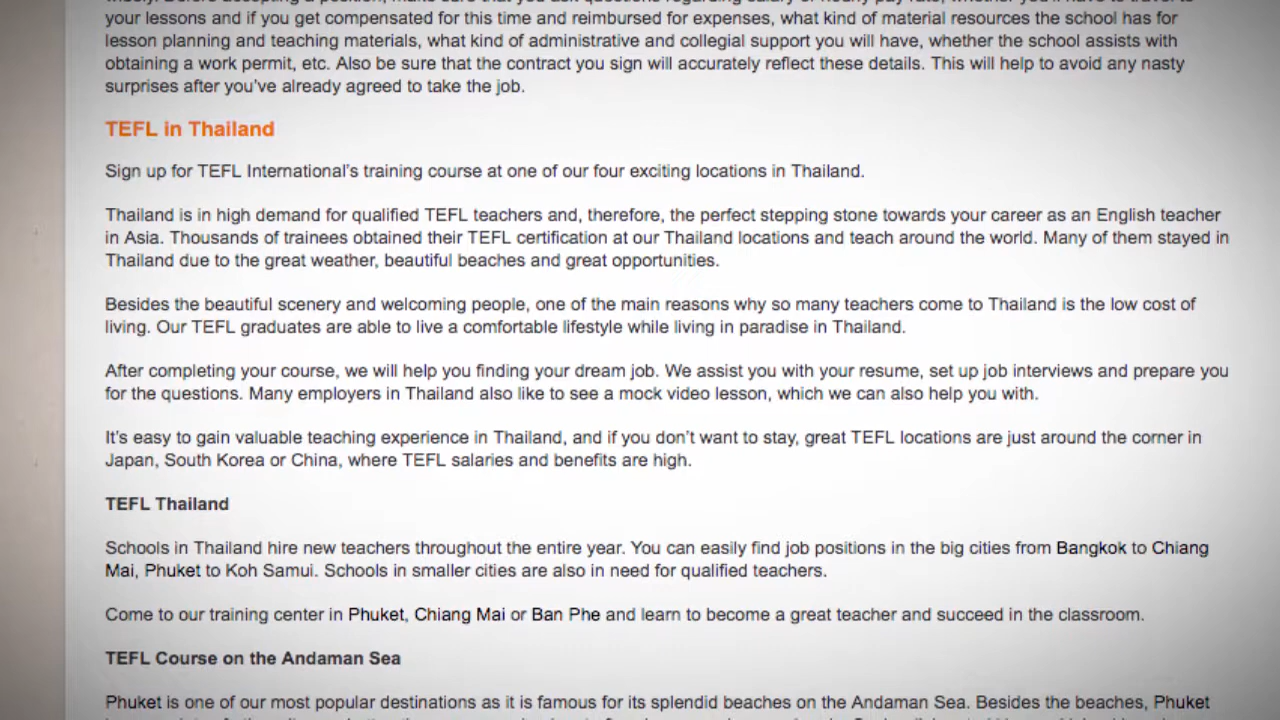 your lessons and if you get compensated for this time and reimbursed for expenses, what kind of material resources the school has for
lesson planning and teaching materials, what kind of administrative and collegial support you will have, whether the school assists with
obtaining a work permit, etc. Also be sure that the contract you sign will accurately reflect these details. This will help to avoid any nasty
surprises after you've already agreed to take the job.
TEFL in Thailand
Sign up for TEFL International's training course at one of our four exciting locations in Thailand.
Thailand is in high demand for qualified TEFL teachers and, therefore, the perfect stepping stone towards your career as an English teacher
in Asia. Thousands of trainees obtained their TEFL certification at our Thailand locations and teach around the world. Many of them stayed in
Thailand due to the great weather, beautiful beaches and great opportunities.
Besides the beautiful scenery and welcoming people, one of the main reasons why so many teachers come to Thailand is the low cost of
living. Our TEFL graduates are able to live a comfortable lifestyle while living in paradise in Thailand.
After completing your course, we will help you finding your dream job. We assist you with your resume, set up job interviews and prepare you
for the questions. Many employers in Thailand also like to see a mock video lesson, which we can also help you with.
It's easy to gain valuable teaching experience in Thailand, and if you don't want to stay, great TEFL locations are just around the corner in
Japan, South Korea or China, where TEFL salaries and benefits are high.
TEFL Thailand
Schools in Thailand hire new teachers throughout the entire year. You can easily find job positions in the big cities from Bangkok to Chiang
Mai, Phuket to Koh Samui. Schools in smaller cities are also in need for qualified teachers.
Come to our training center in Phuket, Chiang Mai or Ban Phe and learn to become a great teacher and succeed in the classroom.
TEFL Course on the Andaman Sea
Phuket is one of our most popular destinations as it is famous for its splendid beaches on the Andaman Sea. Besides the beaches, Phuket